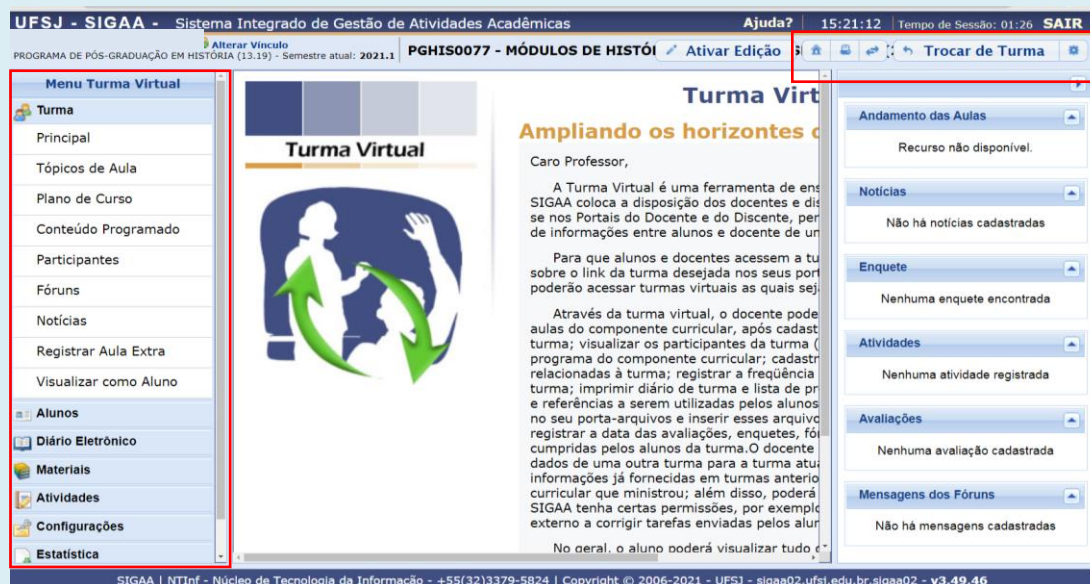 UFSJ - SIGAA - Sistema Integrado de Gestão de Atividades Acadêmicas
Ajuda?
15:21:12
Tempo de Sessão: 01:26
SAIR
Alterar Vínculo
PROGRAMA DE PÓS-GRADUAÇÃO EM HISTÓRIA (13.19) - Semestre atual: 2021.1
PGHIS0077 - MÓDULOS DE HISTÓ
Ativar Edição
Trocar de Turma
Menu Turma Virtual
Turma
Principal
Tópicos de Aula
Plano de Curso
Conteúdo Programado
Participantes
Fóruns
Notícias
Registrar Aula Extra
Visualizar como Aluno
Alunos
Diário Eletrônico
Materiais
Atividades
Configurações
Estatística
Turma Virtual
Turma Virt
Ampliando os horizontes
Caro Professor,
A Turma Virtual é uma ferramenta de ens
SIGAA coloca a disposição dos docentes e dis
se nos Portais do Docente e do Discente, per
de informações entre alunos e docente de un
Para que alunos e docentes acessem a tu
sobre o link da turma desejada nos seus port
poderão acessar turmas virtuais as quais sej
Através da turma virtual, o docente pode
aulas do componente curricular, após cadast
turma; visualizar os participantes da turma (
programa do componente curricular; cadastr
relacionadas à turma; registrar a freqüência
turma; imprimir diário de turma e lista de pr
e referências a serem utilizadas pelos alunos
no seu porta-arquivos e inserir esses arquivo
registrar a data das avaliações, enquetes, fó
cumpridas pelos alunos da turma.O docente
dados de uma outra turma para a turma atua
informações já fornecidas em turmas anterio
curricular que ministrou; além disso, poderá
SIGAA tenha certas permissões, por exemplo
externo a corrigir tarefas enviadas pelos alur
No geral, o aluno poderá visualizar tudo
Andamento das Aulas
Recurso não disponível.
Notícias
Não há notícias cadastradas
Enquete
Nenhuma enquete encontrada
Atividades
Nenhuma atividade registrada
Avaliações
Nenhuma avaliação cadastrada
Mensagens dos Fóruns
Não há mensagens cadastradas
SIGAA | NTInf - Núcleo de Tecnologia da Informação - +55(32)3379-5824 | Copyright © 2006-2021 - UFSJ - sigaa02.ufsj.edu.br.sigaa02 - v3.49.46